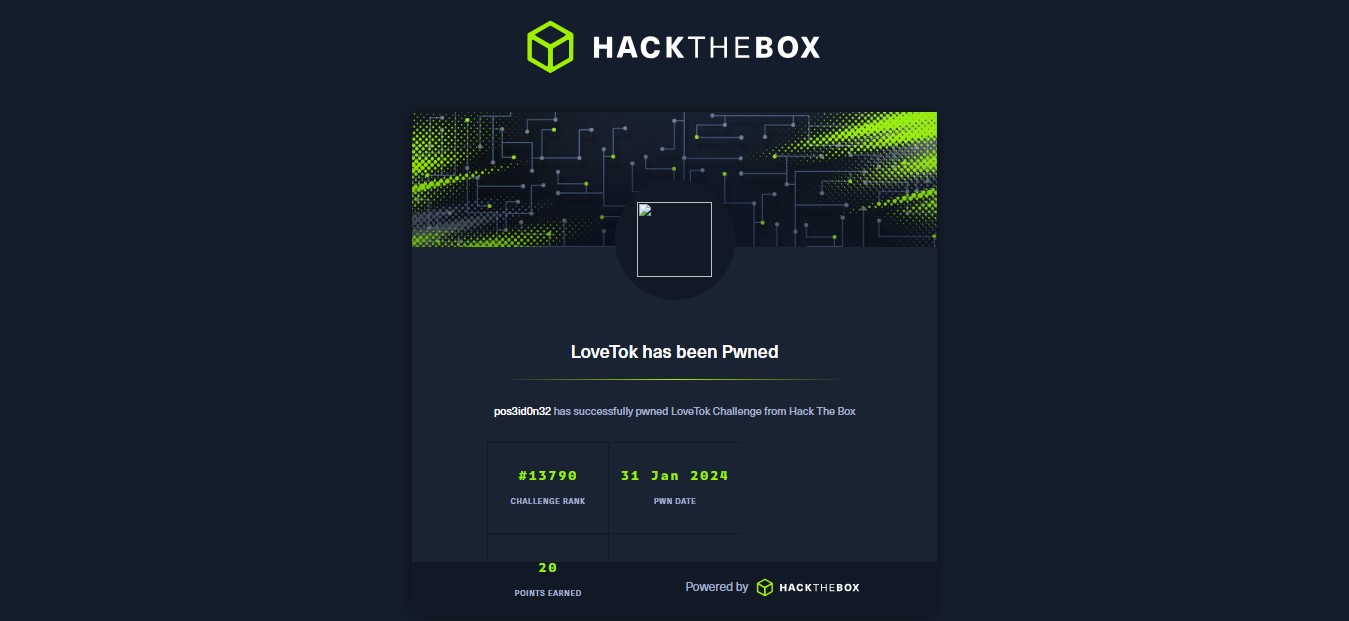 HACKTHEBOX
LoveTok has been Pwned
pos3id0n32 has successfully pwned LoveTok Challenge from Hack The Box
#13790 31 Jan 2024
CHALLENGE RANK PWN DATE
20
POINTS EARNED
Powered by HACKTHEBOX